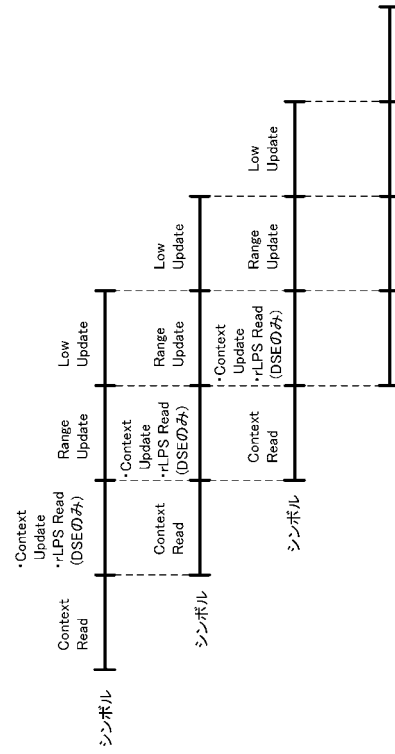 シンボル
Context
Read
・Context
Update
・rLPS Read
(DSEのみ)
Range
Update
Low
Update
シンボル
Context
Read
・Context
Update
・rLPS Read
(DSEのみ)
Range
Update
Low
Update
シンボル
Context
Read
・Context
Update
・rLPS Read
(DSEのみ)
Range
Update
Low
Update